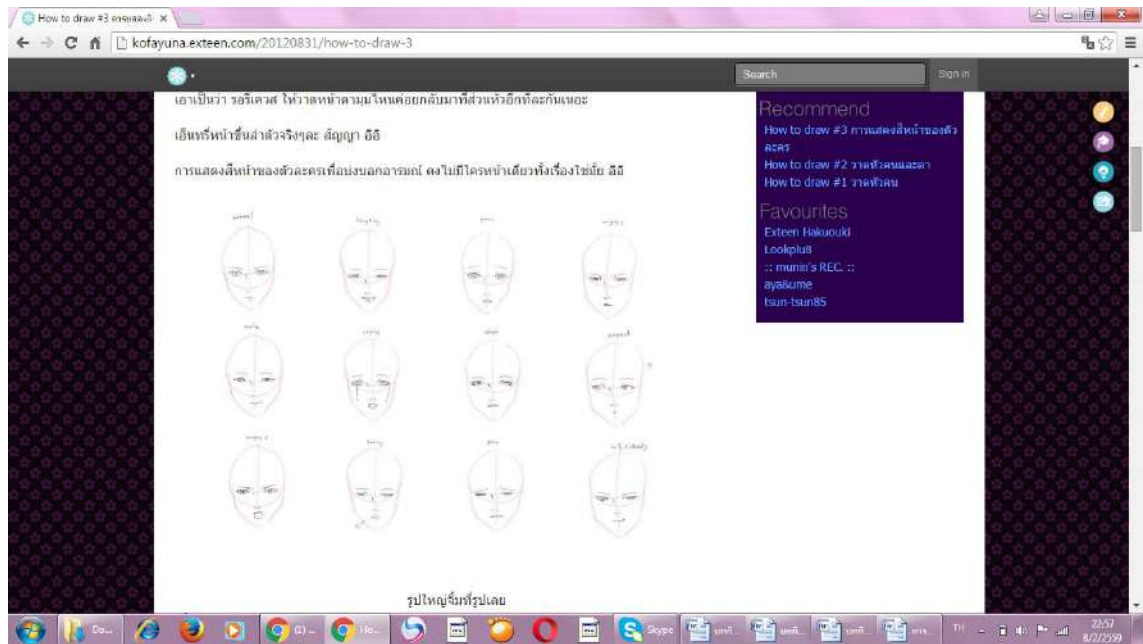 How to draw #3 การแสดงสี
kofayuna.exteen.com/20120831/how-to-draw-3
Search
Sign in
เอาเป็นว่า รอรีเควส ให้วาดหน้าตามุมไหนค่อยกลับมาที่ส่วนหัวอีกทีละกันเนอะ
เอ็นทรี่หน้าขึ้นลำตัวจริงๆละ สัญญา อิอิ
การแสดงสีหน้าของตัวละครเพื่อบ่งบอกอารมณ์ คงไม่มีใครหน้าเดียวทั้งเรื่องใช่มั้ย อิอิ
Recommend
How to draw #3 การแสดงสีหน้าของตัว
ละคร
How to draw #2 วาดหัวคนและตา
How to draw #1 วาดหัวคน
Favourites
Exteen Hakuouki
Lookplu8
:: munin's REC. ::
aya&ume
tsun-tsun85
normal
crying
รูปใหญ่จิ้มที่รูปเลย
Do...
(1) ...
Ho...
Skype
TH
22:57
8/2/2559